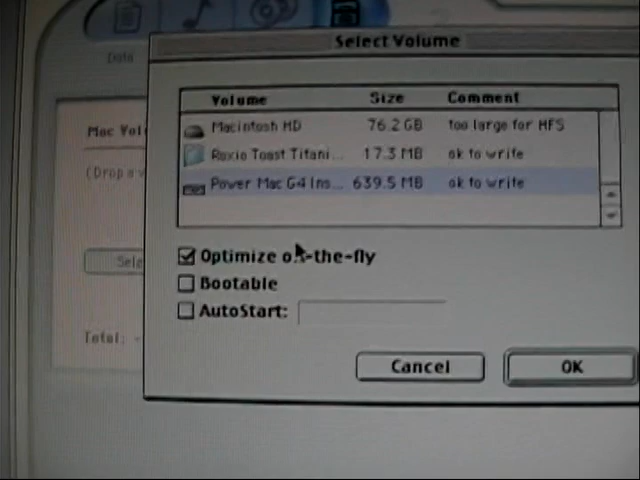 Select Volume
Data
Volume Size Comment
Macintosh HD 76.2 GB too large for HFS
Roxio Toast Titani... 17.3 MB ok to write
Power Mac G4 Ins... 639.5 MB ok to write
Mac Vol
(Drop a v
Sele
Total: -
Optimize on-the-fly
Bootable
AutoStart:
Cancel
OK